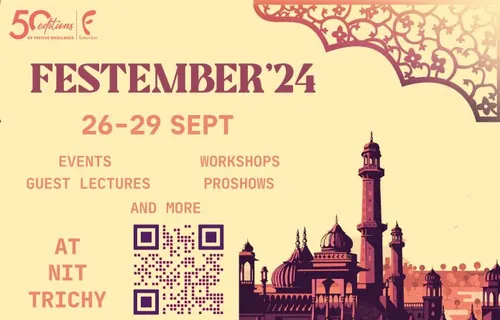 50 editions
OF FESTIVE EXCELLENCE
festember
FESTEMBER'24
26-29 SEPT
EVENTS
WORKSHOPS
GUEST LECTURES
PROSHOWS
AND MORE
AT
NIT
TRICHY